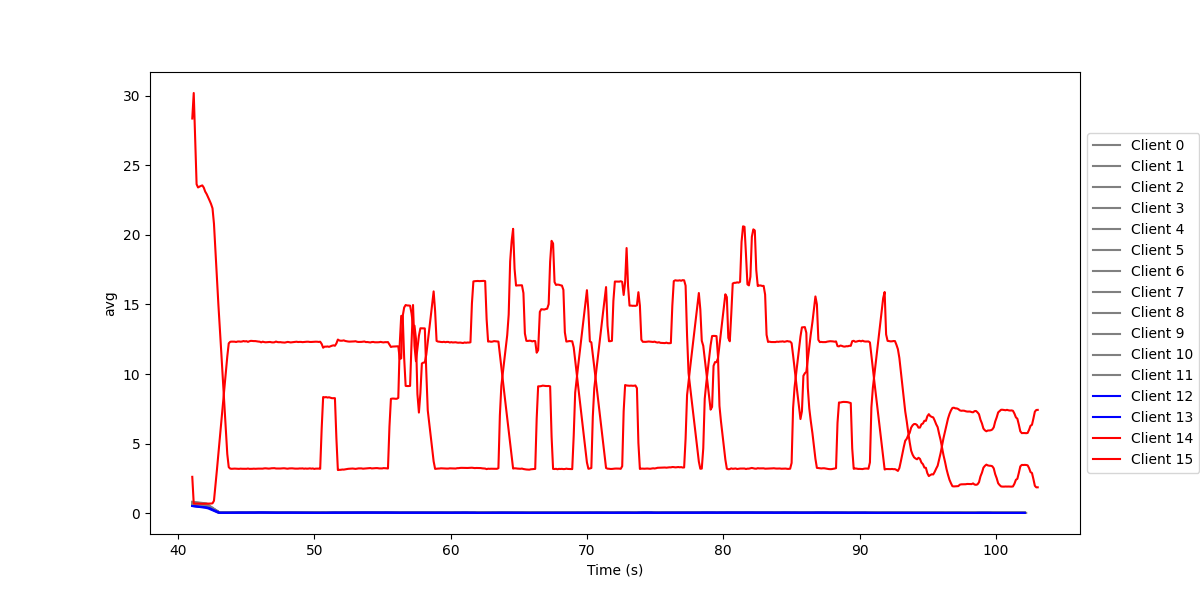 30
25
20
15
10
5
0
avg
40 50 60 70 80 90 100
Time (s)
Client 0
Client 1
Client 2
Client 3
Client 4
Client 5
Client 6
Client 7
Client 8
Client 9
Client 10
Client 11
Client 12
Client 13
Client 14
Client 15